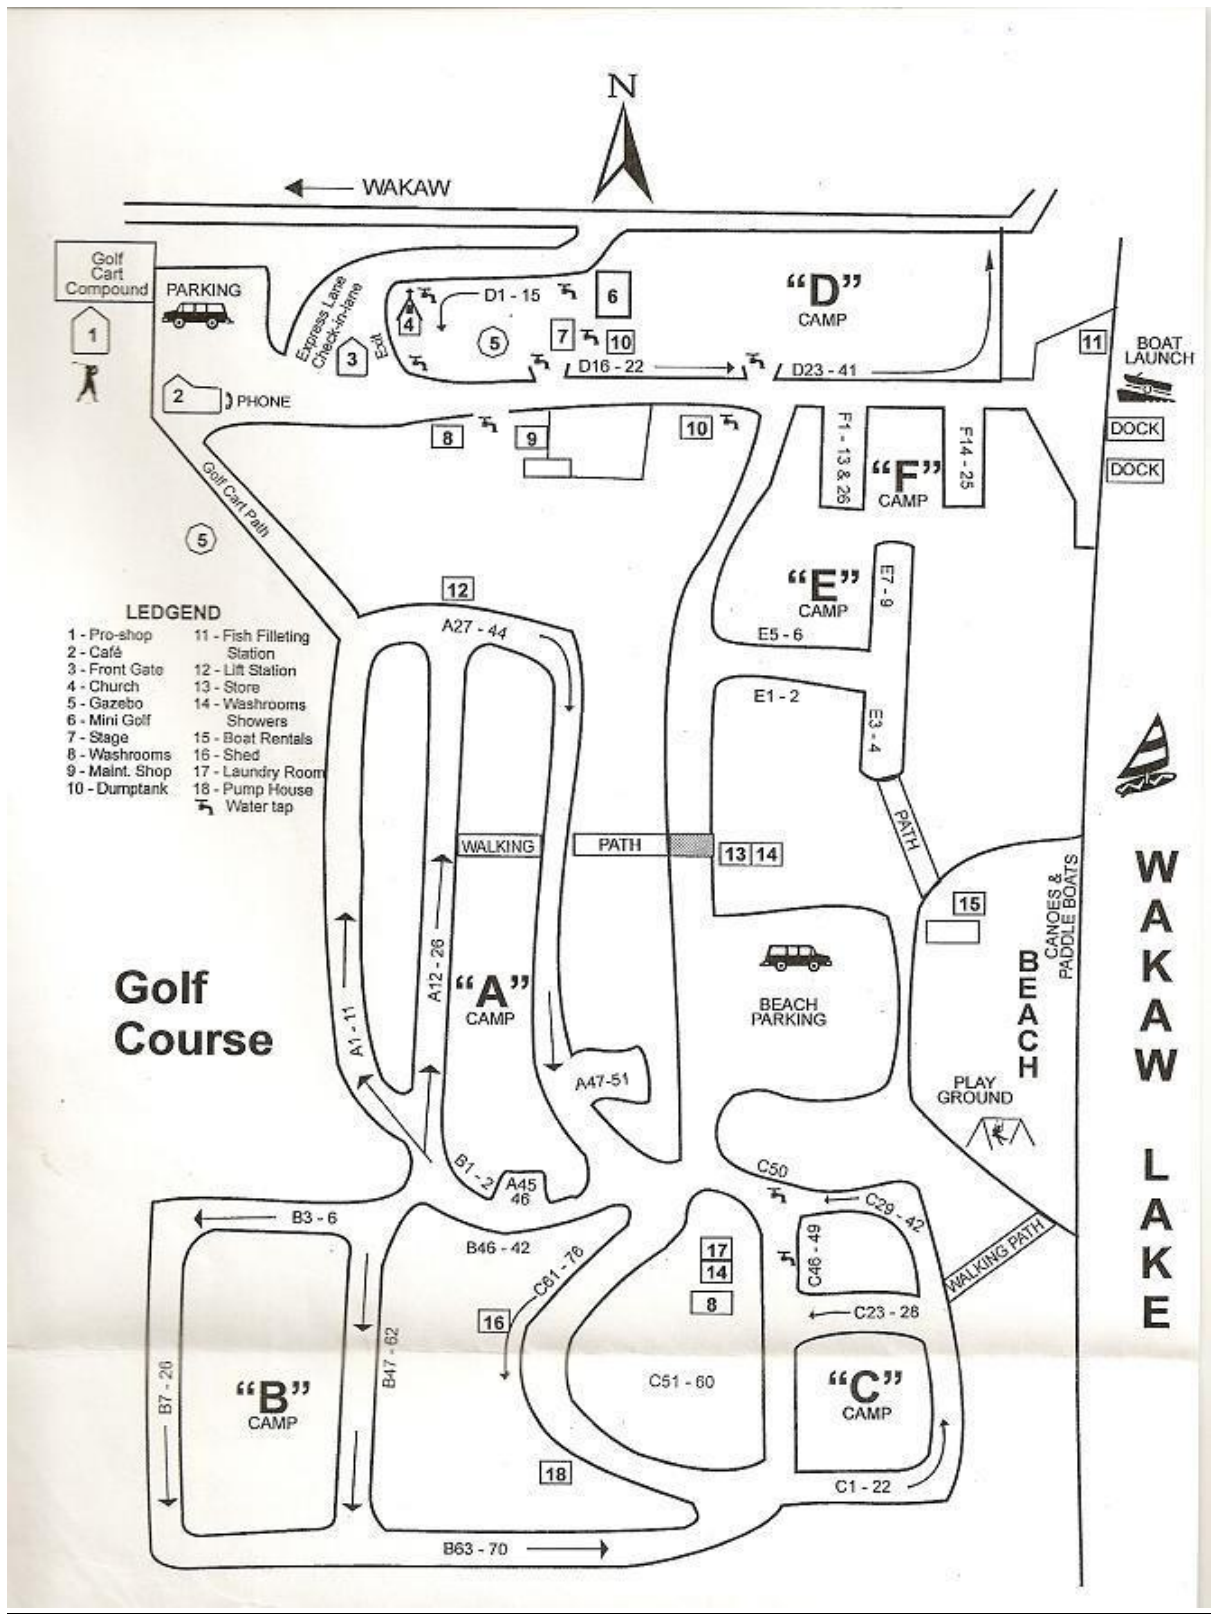 N
WAKAW
Golf
Cart
Compound
PARKING
1
Express Lane
Check-in-lane
Exit
3
4
D1 - 15
5
6
7
10
D16 - 22
“D”
CAMP
D23 - 41
11
BOAT
LAUNCH
DOCK
DOCK
2
PHONE
8
9
10
F1 - 13 & 26
“F”
CAMP
F14 - 25
Golf Cart Path
5
“E”
CAMP
E7 - 9
E5 - 6
E1 - 2
E3 - 4
PATH
LEDGEND
1 - Pro-shop
2 - Café
3 - Front Gate
4 - Church
5 - Gazebo
6 - Mini Golf
7 - Stage
8 - Washrooms
9 - Maint. Shop
10 - Dumptank
11 - Fish Filleting
Station
12 - Lift Station
13 - Store
14 - Washrooms
Showers
15 - Boat Rentals
16 - Shed
17 - Laundry Room
18 - Pump House
Water tap
12
A27 - 44
WALKING
PATH
13
14
15
CANOES &
PADDLE BOATS
BEACH
WAKAW LAKE
Golf
Course
A1 - 11
A12 - 26
“A”
CAMP
BEACH
PARKING
A47-51
PLAY
GROUND
B1 - 2
A45
46
C50
C29 - 42
WALKING PATH
B3 - 6
B46 - 42
C61 - 76
17
14
8
C46 - 49
C23 - 28
16
B47 - 62
B7 - 26
“B”
CAMP
C51 - 60
“C”
CAMP
18
C1 - 22
B63 - 70